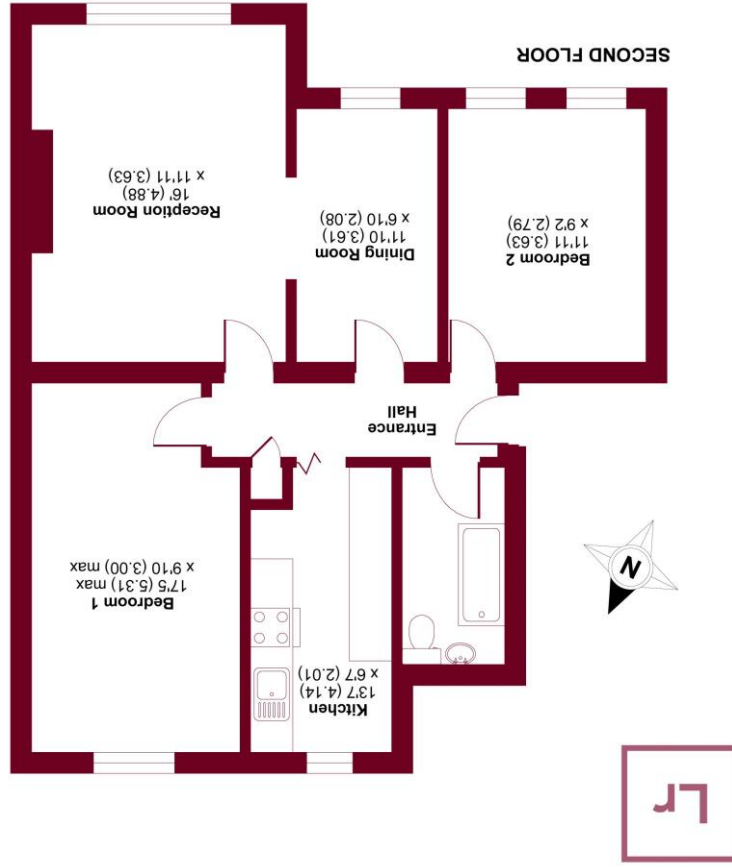 Lr
Kitchen
13'7 (4.14)
x 6'7 (2.01)
N
Bedroom 1
17'5 (5.31) max
x 9'10 (3.00) max
Entrance
Hall
Bedroom 2
11'11 (3.63)
x 9'2 (2.79)
Dining Room
11'10 (3.61)
x 6'10 (2.08)
Reception Room
16' (4.88)
x 11'11 (3.63)
SECOND FLOOR